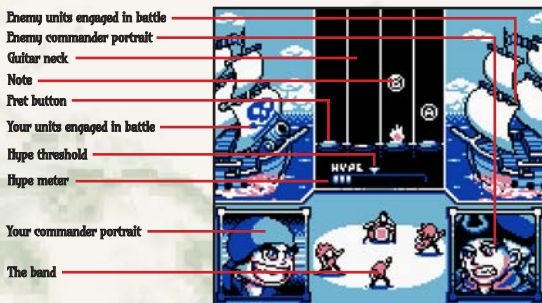 Enemy units engaged in battle
Enemy commander portrait
Guitar neck
Note
Fret button
Your units engaged in battle
Hype threshold
Hype meter
Your commander portrait
The band
B
A
HYPE